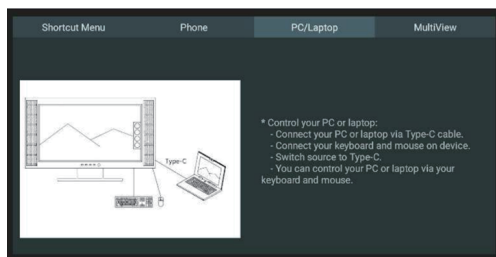 Shortcut Menu
Phone
PC/Laptop
MultiView
Type-C
* Control your PC or laptop:
- Connect your PC or laptop via Type-C cable.
- Connect your keyboard and mouse on device.
- Switch source to Type-C.
- You can control your PC or laptop via your
keyboard and mouse.